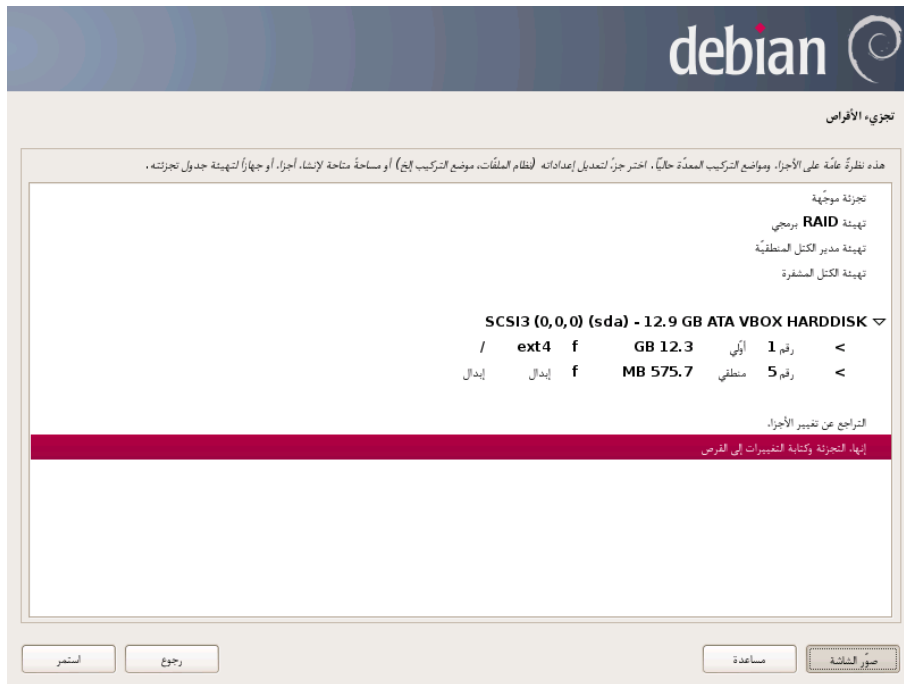 debian
تجزيء الأقراص
هذه نظرةً عامّة على الأجزاء ومواضع التركيب الممدّة حاليّاً. اختر جزءً لتعديل إعداداته (نظام الملفّات، موضع التركيب إلخ) أو مساحةً متاحة لإنشاء أجزاء، أو جهازاً لتهيئة جدول تجزئته.
تجزئة موجّهة
تهيئة RAID برمجي
تهيئة مدير الكتل المنطقيّة
تهيئة الكتل المشفرة
SCSI3 (0,0,0) (sda) - 12.9 GB ATA VBOX HARDDISK
> رقم 1 أوّلي GB 12.3 f ext4 /
> رقم 5 منطقي MB 575.7 f إبدال إبدال
التراجع عن تغيير الأجزاء
إنهاء التجزئة وكتابة التغييرات إلى القرص
صوّر الشاشة مساعدة رجوع استمر